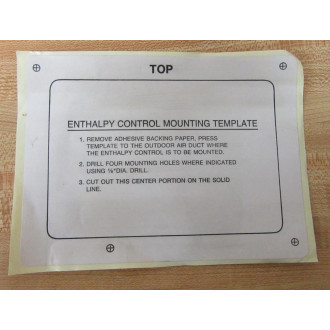 TOP
ENTHALPY CONTROL MOUNTING TEMPLATE
1. REMOVE ADHESIVE BACKING PAPER, PRESS
TEMPLATE TO THE OUTDOOR AIR DUCT WHERE
THE ENTHALPY CONTROL IS TO BE MOUNTED.
2. DRILL FOUR MOUNTING HOLES WHERE INDICATED
USING ⅛"DIA. DRILL.
3. CUT OUT THIS CENTER PORTION ON THE SOLID
LINE.